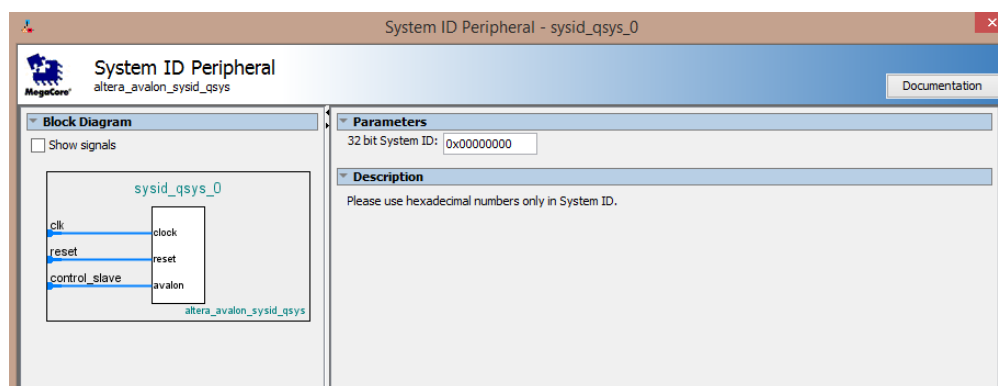 System ID Peripheral - sysid_qsys_0
MegaCore®
System ID Peripheral
altera_avalon_sysid_qsys
Documentation
Block Diagram
Show signals
sysid_qsys_0
clk
clock
reset
reset
control_slave
avalon
altera_avalon_sysid_qsys
Parameters
32 bit System ID: 0x00000000
Description
Please use hexadecimal numbers only in System ID.